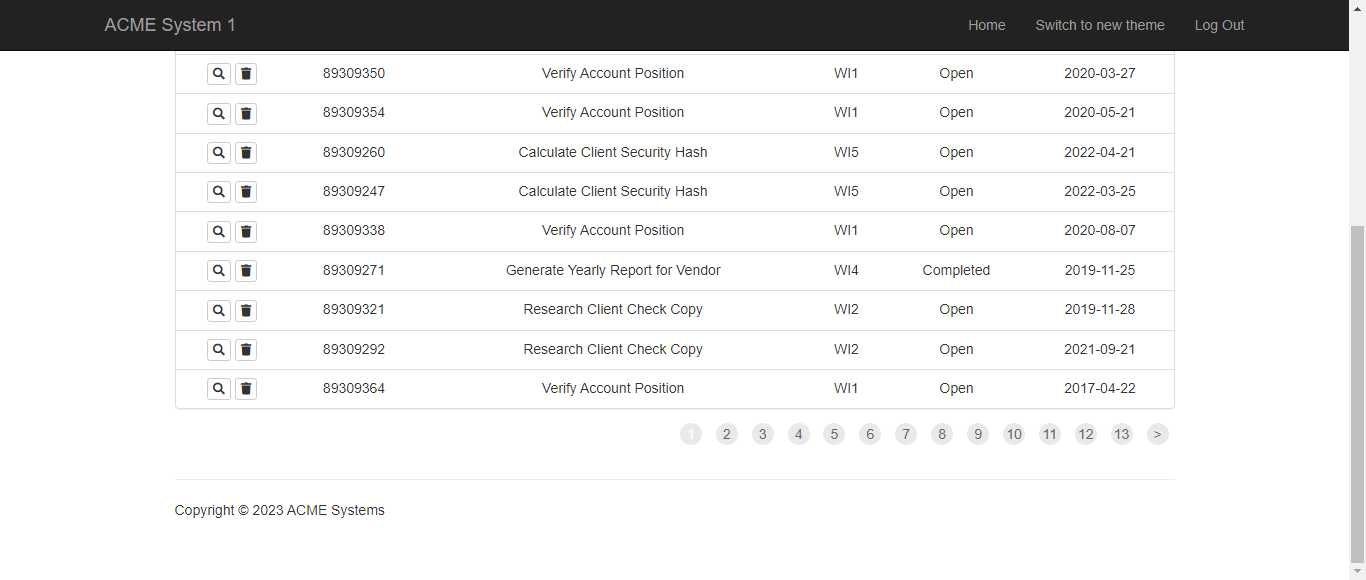 ACME System 1 Home Switch to new theme Log Out
89309350 Verify Account Position WI1 Open 2020-03-27
89309354 Verify Account Position WI1 Open 2020-05-21
89309260 Calculate Client Security Hash WI5 Open 2022-04-21
89309247 Calculate Client Security Hash WI5 Open 2022-03-25
89309338 Verify Account Position WI1 Open 2020-08-07
89309271 Generate Yearly Report for Vendor WI4 Completed 2019-11-25
89309321 Research Client Check Copy WI2 Open 2019-11-28
89309292 Research Client Check Copy WI2 Open 2021-09-21
89309364 Verify Account Position WI1 Open 2017-04-22
1 2 3 4 5 6 7 8 9 10 11 12 13 >
Copyright © 2023 ACME Systems